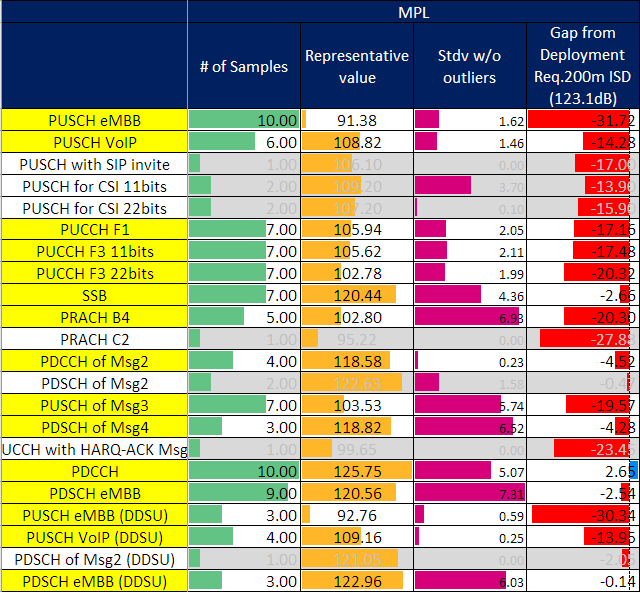 MPL
# of Samples Representative value Stdv w/o outliers Gap from Deployment Req.200m ISD (123.1dB)
PUSCH eMBB 10.00 91.38 1.62 -31.72
PUSCH VoIP 6.00 108.82 1.46 -14.28
PUSCH with SIP invite 1.00 106.10 0.00 -17.00
PUSCH for CSI 11bits 2.00 109.20 3.70 -13.90
PUSCH for CSI 22bits 2.00 107.20 0.10 -15.90
PUCCH F1 7.00 105.94 2.05 -17.16
PUCCH F3 11bits 7.00 105.62 2.11 -17.48
PUCCH F3 22bits 7.00 102.78 1.99 -20.32
SSB 7.00 120.44 4.36 -2.66
PRACH B4 5.00 102.80 6.93 -20.30
PRACH C2 1.00 95.22 0.00 -27.88
PDCCH of Msg2 4.00 118.58 0.23 -4.52
PDSCH of Msg2 2.00 122.63 1.58 -0.47
PUSCH of Msg3 7.00 103.53 5.74 -19.57
PDSCH of Msg4 3.00 118.82 6.52 -4.28
UCCH with HARQ-ACK Msg 1.00 99.65 0.00 -23.45
PDCCH 10.00 125.75 5.07 2.65
PDSCH eMBB 9.00 120.56 7.31 -2.54
PUSCH eMBB (DDSU) 3.00 92.76 0.59 -30.34
PUSCH VoIP (DDSU) 4.00 109.16 0.25 -13.95
PDSCH of Msg2 (DDSU) 1.00 121.05 0.00 -2.05
PDSCH eMBB (DDSU) 3.00 122.96 6.03 -0.14